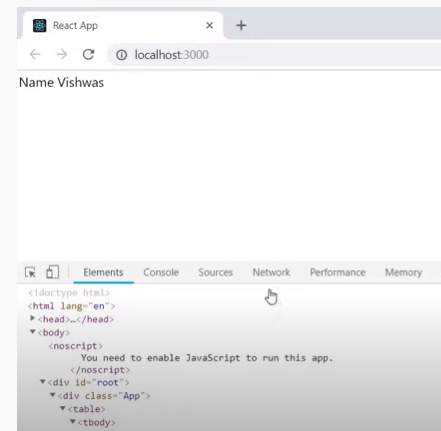 React App
localhost:3000
Name Vishwas
Elements Console Sources Network Performance Memory
<!doctype html>
<html lang="en">
<head>…</head>
<body>
<noscript>
You need to enable JavaScript to run this app.
</noscript>
<div id="root">
<div class="App">
<table>
<tbody>